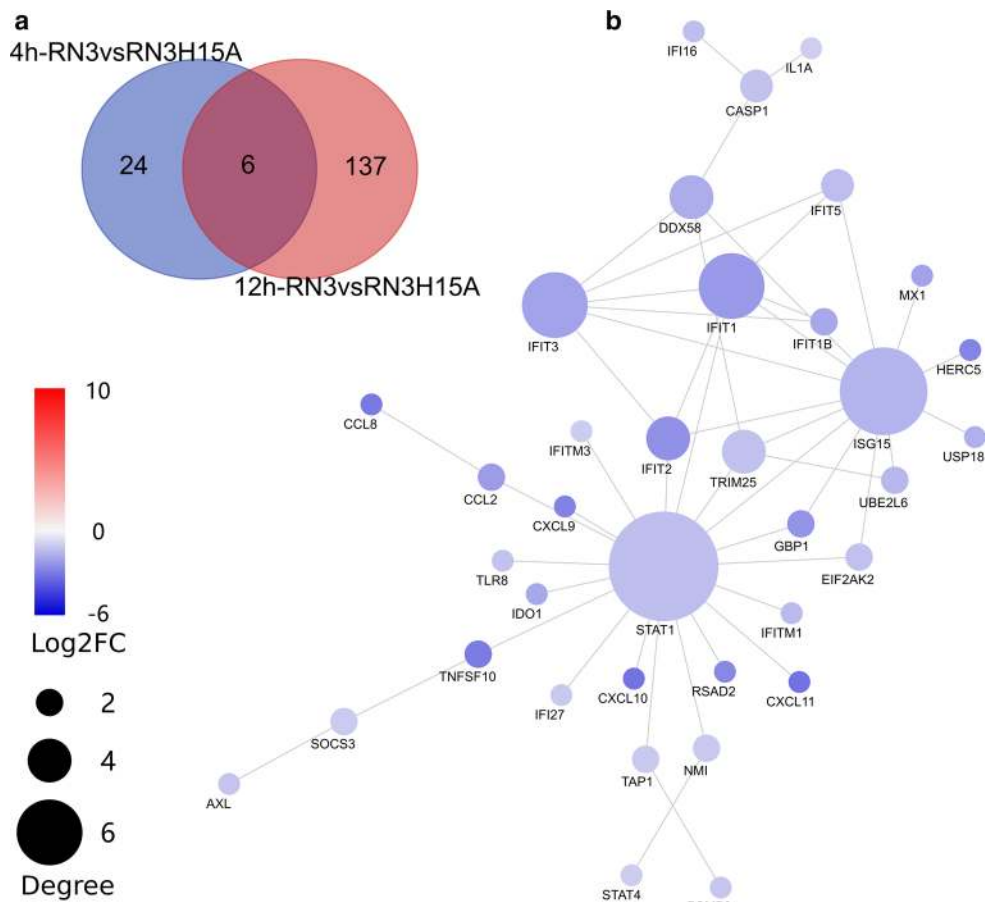 a
b
4h-RN3vsRN3H15A
24
6
137
12h-RN3vsRN3H15A
IFI16
IL1A
CASP1
DDX58
IFIT5
IFIT3
IFIT1
IFIT1B
MX1
HERC5
ISG15
USP18
UBE2L6
CCL8
IFITM3
IFIT2
TRIM25
CCL2
CXCL9
GBP1
EIF2AK2
TLR8
IDO1
STAT1
IFITM1
TNFSF10
IFI27
CXCL10
RSAD2
CXCL11
SOCS3
TAP1
NMI
AXL
STAT4
10
0
-6
Log2FC
2
4
6
Degree